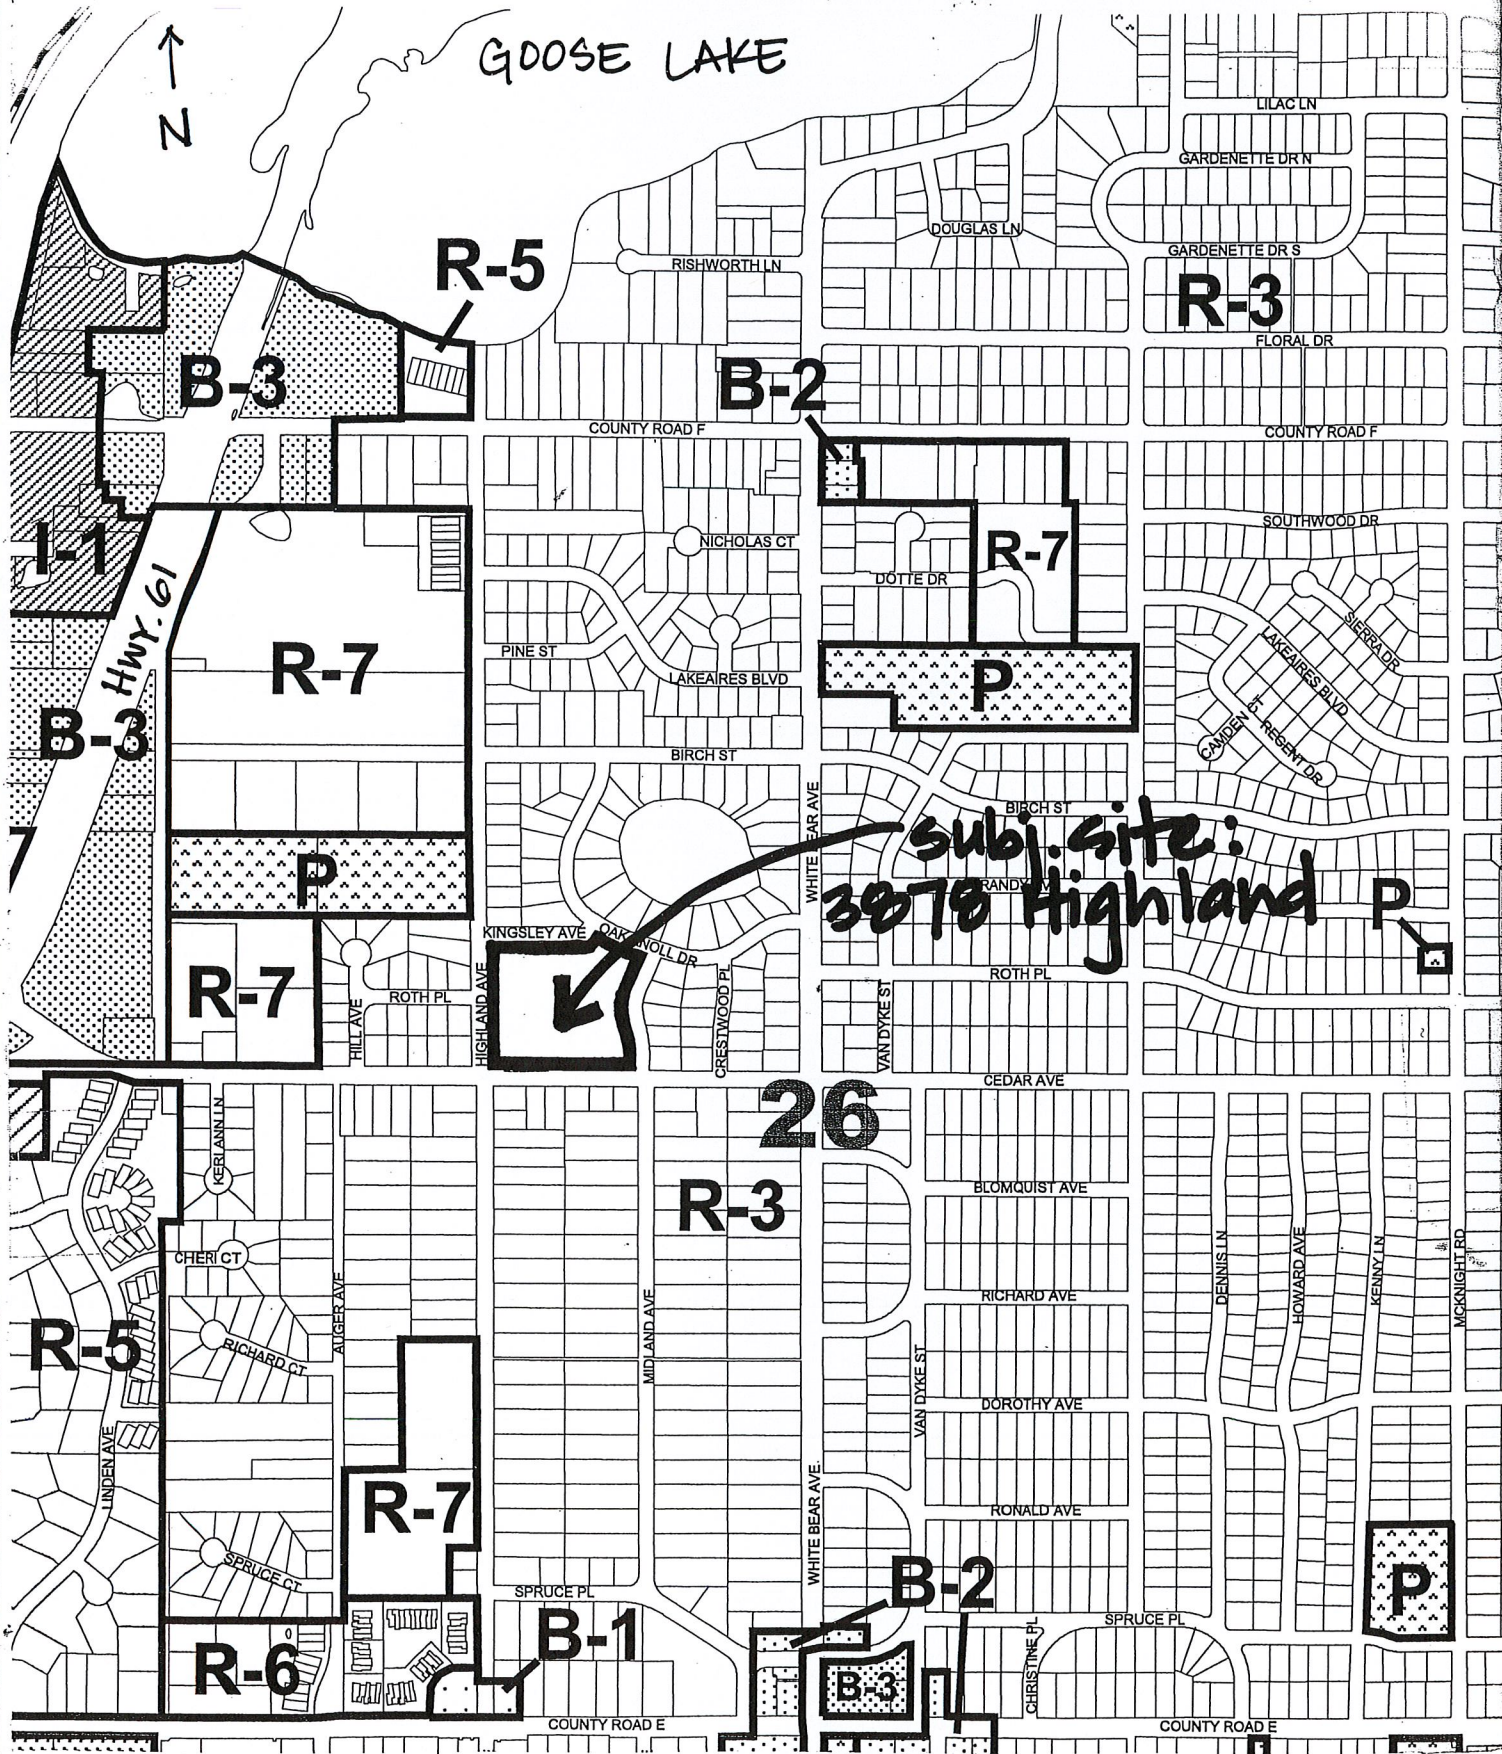 GOOSE LAKE
N
LILAC LN
GARDENETTE DR N
DOUGLAS LN
GARDENETTE DR S
RISHWORTH LN
R-5
R-3
FLORAL DR
B-3
B-2
COUNTY ROAD F
COUNTY ROAD F
SOUTHWOOD DR
NICHOLAS CT
I-1
R-7
DOTTE DR
HWY. 61
SIERRA DR
LAKEAIRES BLVD
PINE ST
R-7
LAKEAIRES BLVD
P
CAMDEN CT
REGENT DR
B-3
BIRCH ST
WHITE BEAR AVE
BIRCH ST
subj. site:
3878 Highland
P
P
KINGSLEY AVE
OAK KNOLL DR
ROTH PL
R-7
ROTH PL
HILL AVE
HIGHLAND AVE
CRESTWOOD PL
VAN DYKE ST
CEDAR AVE
26
KERI ANN LN
BLOMQUIST AVE
R-3
CHERI CT
DENNIS LN
HOWARD AVE
KENNY LN
MCKNIGHT RD
RICHARD AVE
AUGER AVE
MIDLAND AVE
R-5
RICHARD CT
VAN DYKE ST
DOROTHY AVE
LINDEN AVE
R-7
WHITE BEAR AVE.
RONALD AVE
SPRUCE CT
SPRUCE PL
B-2
P
B-1
SPRUCE PL
R-6
B-3
CHRISTINE PL
COUNTY ROAD E
COUNTY ROAD E